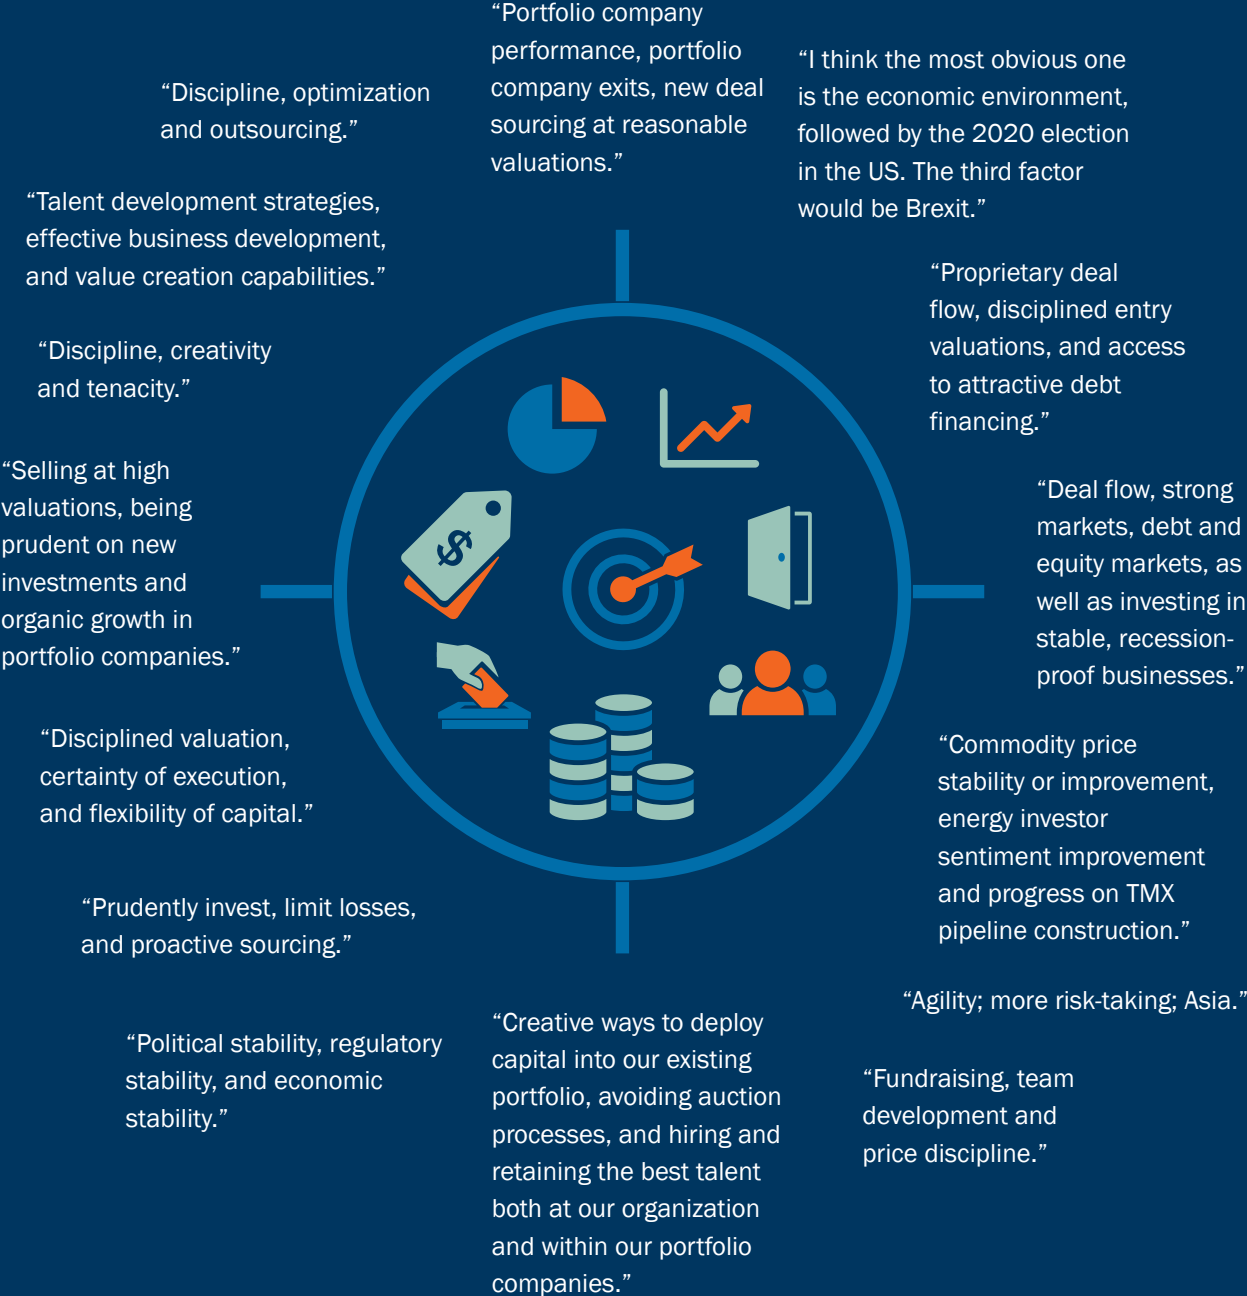 “Portfolio company
performance, portfolio
company exits, new deal
sourcing at reasonable
valuations.”
“I think the most obvious one
is the economic environment,
followed by the 2020 election
in the US. The third factor
would be Brexit.”
“Discipline, optimization
and outsourcing.”
“Talent development strategies,
effective business development,
and value creation capabilities.”
“Proprietary deal
flow, disciplined entry
valuations, and access
to attractive debt
financing.”
“Discipline, creativity
and tenacity.”
“Selling at high
valuations, being
prudent on new
investments and
organic growth in
portfolio companies.”
$
“Deal flow, strong
markets, debt and
equity markets, as
well as investing in
stable, recession-
proof businesses.”
“Disciplined valuation,
certainty of execution,
and flexibility of capital.”
“Commodity price
stability or improvement,
energy investor
sentiment improvement
and progress on TMX
pipeline construction.”
“Prudently invest, limit losses,
and proactive sourcing.”
“Agility; more risk-taking; Asia.”
“Political stability, regulatory
stability, and economic
stability.”
“Creative ways to deploy
capital into our existing
portfolio, avoiding auction
processes, and hiring and
retaining the best talent
both at our organization
and within our portfolio
companies.”
“Fundraising, team
development and
price discipline.”